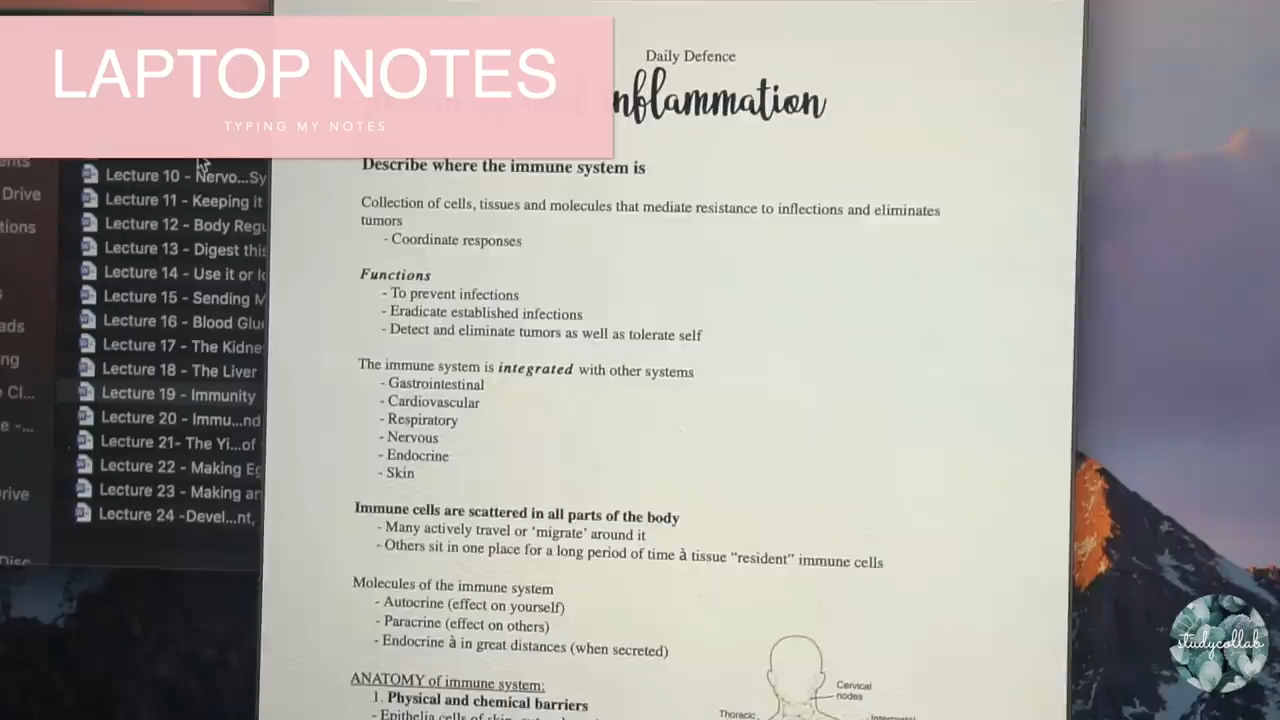 LAPTOP NOTES
TYPING MY NOTES
Drive
Lecture 10 - Nervo...Sy
Lecture 11 - Keeping it
Lecture 12 - Body Regu
Lecture 13 - Digest this
Lecture 14 - Use it or lo
Lecture 15 - Sending M
Lecture 16 - Blood Glu
Lecture 17 - The Kidne
Lecture 18 - The Liver
Lecture 19 - Immunity
Lecture 20 - Immu...nd
Lecture 21- The Yi...of
Lecture 22 - Making Eg
Lecture 23 - Making an
Lecture 24 -Devel...nt,
Daily Defence
nflammation
Describe where the immune system is
Collection of cells, tissues and molecules that mediate resistance to inflections and eliminates
tumors
- Coordinate responses
Functions
- To prevent infections
- Eradicate established infections
- Detect and eliminate tumors as well as tolerate self
The immune system is integrated with other systems
- Gastrointestinal
- Cardiovascular
- Respiratory
- Nervous
- Endocrine
- Skin
Immune cells are scattered in all parts of the body
- Many actively travel or ‘migrate’ around it
- Others sit in one place for a long period of time à tissue “resident” immune cells
Molecules of the immune system
- Autocrine (effect on yourself)
- Paracrine (effect on others)
- Endocrine à in great distances (when secreted)
ANATOMY of immune system:
1. Physical and chemical barriers
- Epithelia cells of skin,
Cervical
nodes
Thoracic
studycollab